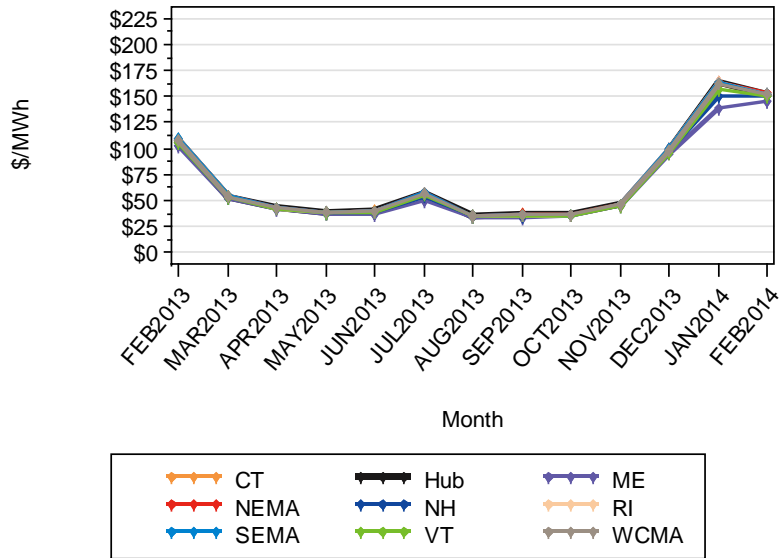 $225
$200
$175
$150
$125
$100
$75
$50
$25
$0
$/MWh
FEB2013
MAR2013
APR2013
MAY2013
JUN2013
JUL2013
AUG2013
SEP2013
OCT2013
NOV2013
DEC2013
JAN2014
FEB2014
Month
CT Hub ME
NEMA NH RI
SEMA VT WCMA